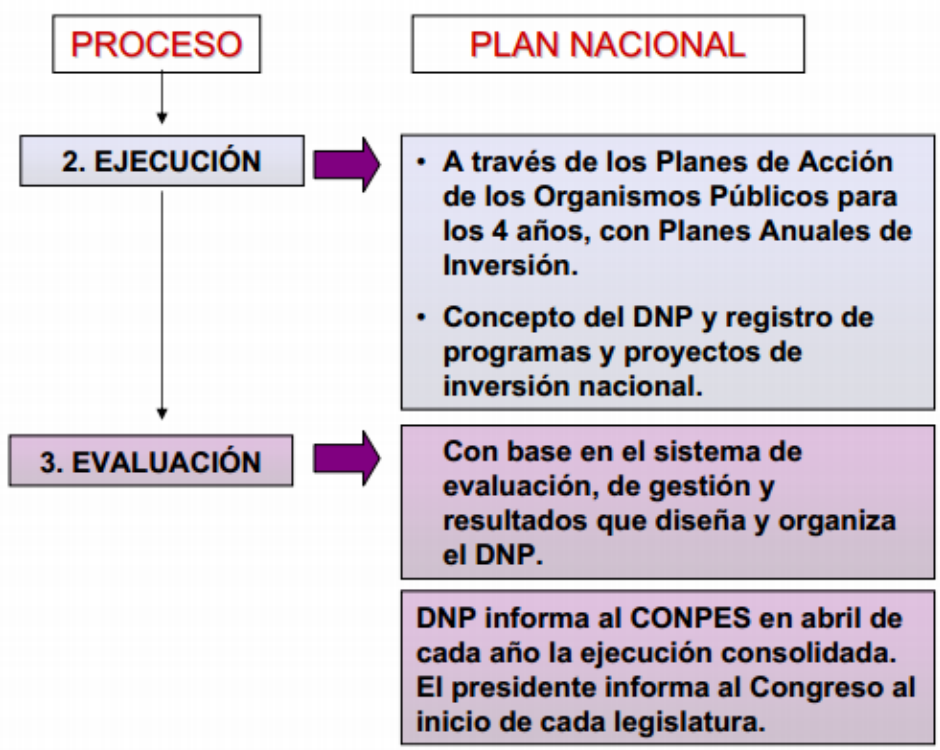 PROCESO
PLAN NACIONAL
2. EJECUCIÓN
• A través de los Planes de Acción
de los Organismos Públicos para
los 4 años, con Planes Anuales de
Inversión.
• Concepto del DNP y registro de
programas y proyectos de
inversión nacional.
3. EVALUACIÓN
Con base en el sistema de
evaluación, de gestión y
resultados que diseña y organiza
el DNP.
DNP informa al CONPES en abril de
cada año la ejecución consolidada.
El presidente informa al Congreso al
inicio de cada legislatura.